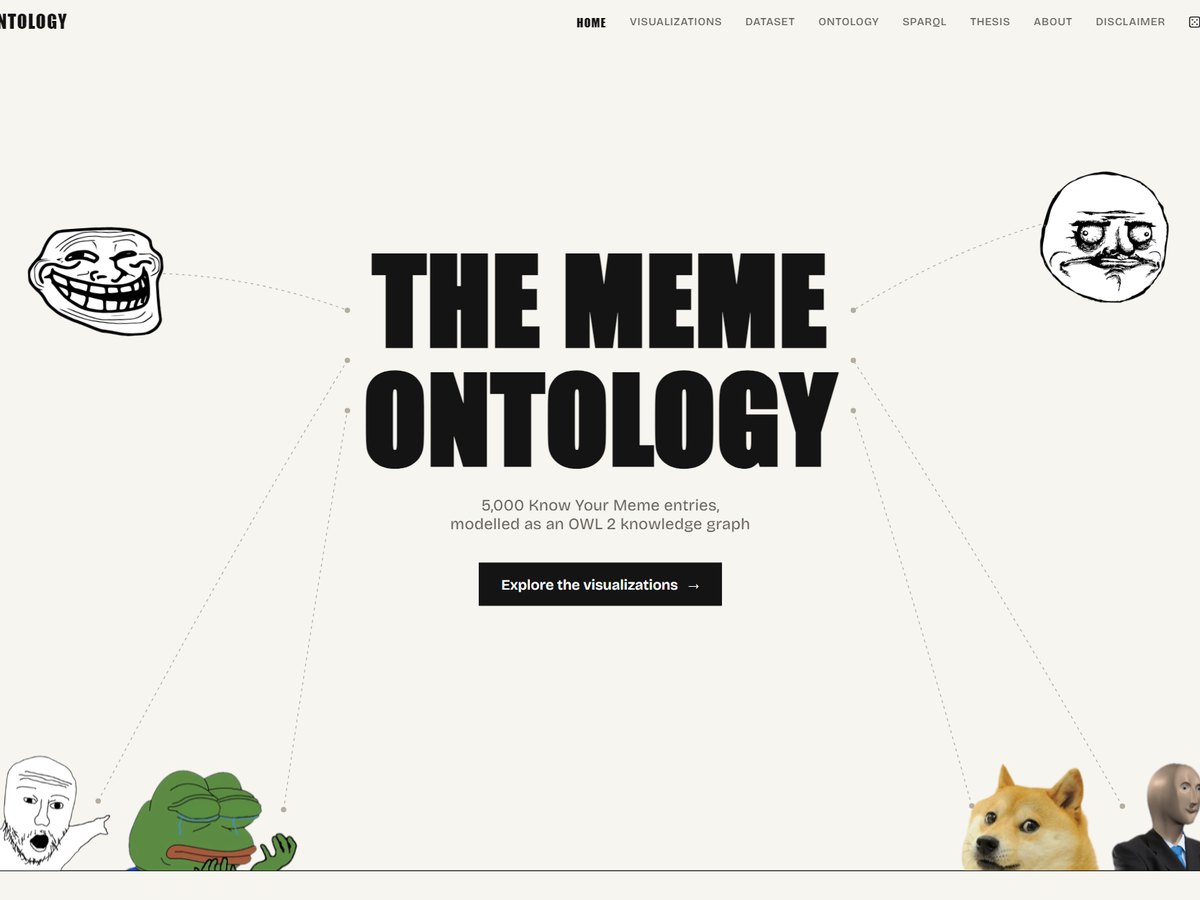 NTOLOGY
HOME VISUALIZATIONS DATASET ONTOLOGY SPARQL THESIS ABOUT DISCLAIMER
THE MEME
ONTOLOGY
5,000 Know Your Meme entries,
modelled as an OWL 2 knowledge graph
Explore the visualizations →